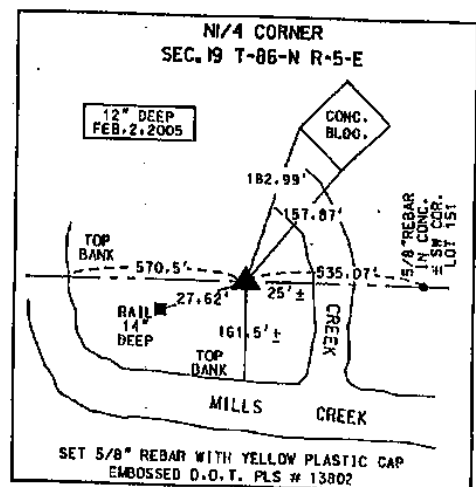 N1/4 CORNER
SEC. 19 T-86-N R-5-E
12" DEEP
FEB. 2. 2005
CONC.
BLDG.
182.99'
157.87'
5/8" REBAR
IN CONC.
± SW COR.
LOT 151
TOP
BANK
570.5'
535.07'
27.62'
25' ±
RAIL
14"
DEEP
161.5' ±
TOP
BANK
CREEK
MILLS CREEK
SET 5/8" REBAR WITH YELLOW PLASTIC CAP
EMBOSSED D.O.T. PLS # 13802